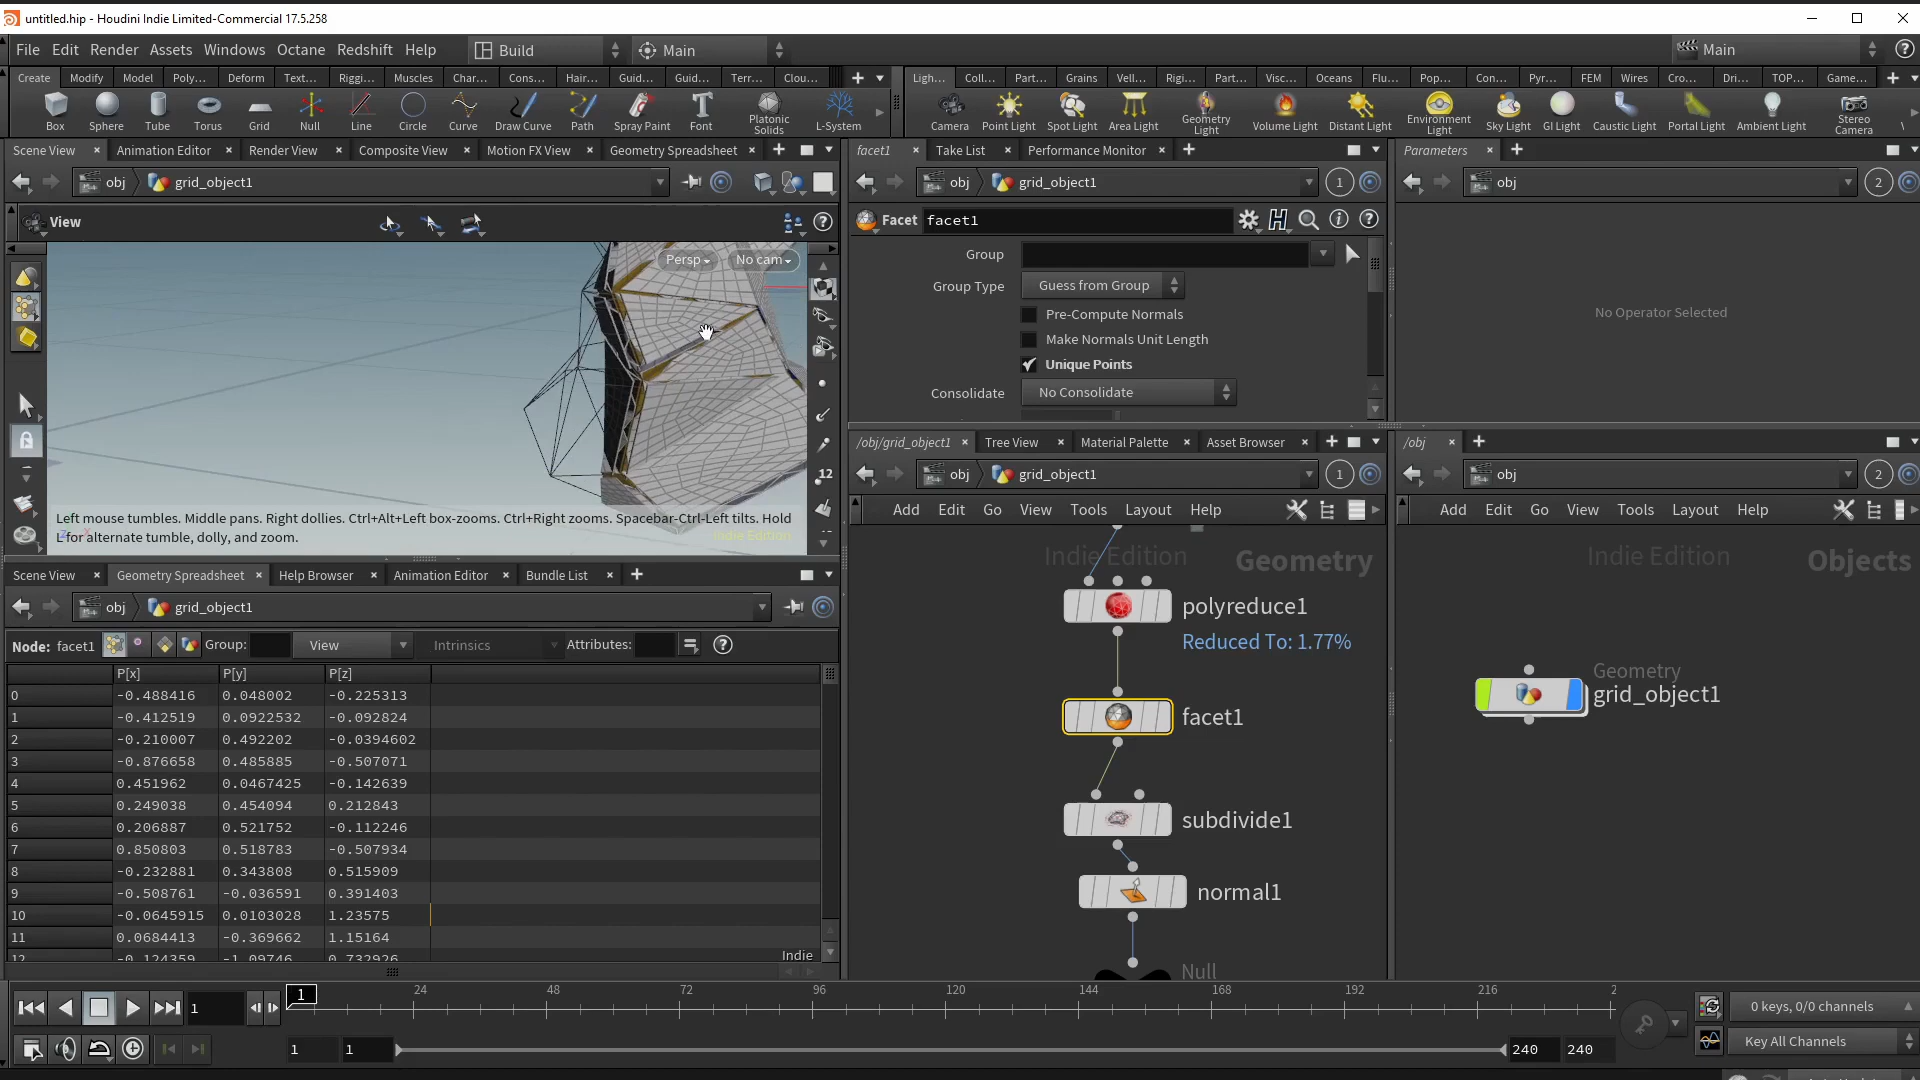 untitled.hip - Houdini Indie Limited-Commercial 17.5.258
File Edit Render Assets Windows Octane Redshift Help Build Main Main
Create Modify Model Poly... Deform Text... Riggi... Muscles Char... Cons... Hair... Guid... Guid... Terr... Clou...
Ligh... Coll... Part... Grains Vell... Rigi... Part... Visc... Oceans Flu... Pop... Con... Pyr... FEM Wires Cro... Dri... TOP... Game...
Box Sphere Tube Torus Grid Null Line Circle Curve Draw Curve Path Spray Paint Font Platonic Solids L-System
Camera Point Light Spot Light Area Light Geometry Light Volume Light Distant Light Environment Light Sky Light GI Light Caustic Light Portal Light Ambient Light Stereo Camera
Scene View Animation Editor Render View Composite View Motion FX View Geometry Spreadsheet
obj grid_object1
View
Persp No cam
Left mouse tumbles. Middle pans. Right dollies. Ctrl+Alt+Left box-zooms. Ctrl+Right zooms. Spacebar-Ctrl-Left tilts. Hold
L for alternate tumble, dolly, and zoom.
Indie Edition
12
facet1 Take List Performance Monitor
obj grid_object1 1
Facet facet1
Group
Group Type Guess from Group
Pre-Compute Normals
Make Normals Unit Length
Unique Points
Consolidate No Consolidate
Parameters
obj 2
No Operator Selected
Scene View Geometry Spreadsheet Help Browser Animation Editor Bundle List
obj grid_object1
Node: facet1 Group: View Intrinsics Attributes:
P[x] P[y] P[z]
0 -0.488416 0.048002 -0.225313
1 -0.412519 0.0922532 -0.092824
2 -0.210007 0.492202 -0.0394602
3 -0.876658 0.485885 -0.507071
4 0.451962 0.0467425 -0.142639
5 0.249038 0.454094 0.212843
6 0.206887 0.521752 -0.112246
7 0.850803 0.518783 -0.507934
8 -0.232881 0.343808 0.515909
9 -0.508761 -0.036591 0.391403
10 -0.0645915 0.0103028 1.23575
11 0.0684413 -0.369662 1.15164
12 -0.124359 -1.09746 0.732926
Indie
/obj/grid_object1 Tree View Material Palette Asset Browser
obj grid_object1 1
Add Edit Go View Tools Layout Help
Indie Edition Geometry
polyreduce1
Reduced To: 1.77%
facet1
subdivide1
normal1
Null
/obj
obj 2
Add Edit Go View Tools Layout Help
Indie Edition Objects
Geometry
grid_object1
1 1 24 48 72 96 120 144 168 192 216 2
0 keys, 0/0 channels
1 1 240 240
Key All Channels